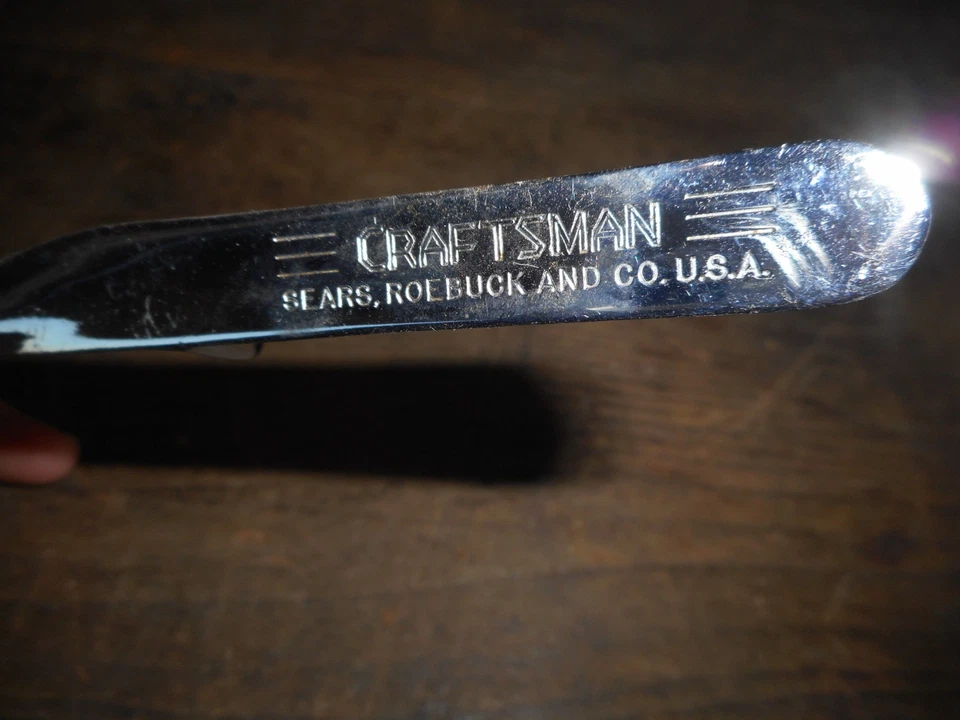 CRAFTSMAN
SEARS, ROEBUCK AND CO. U.S.A.